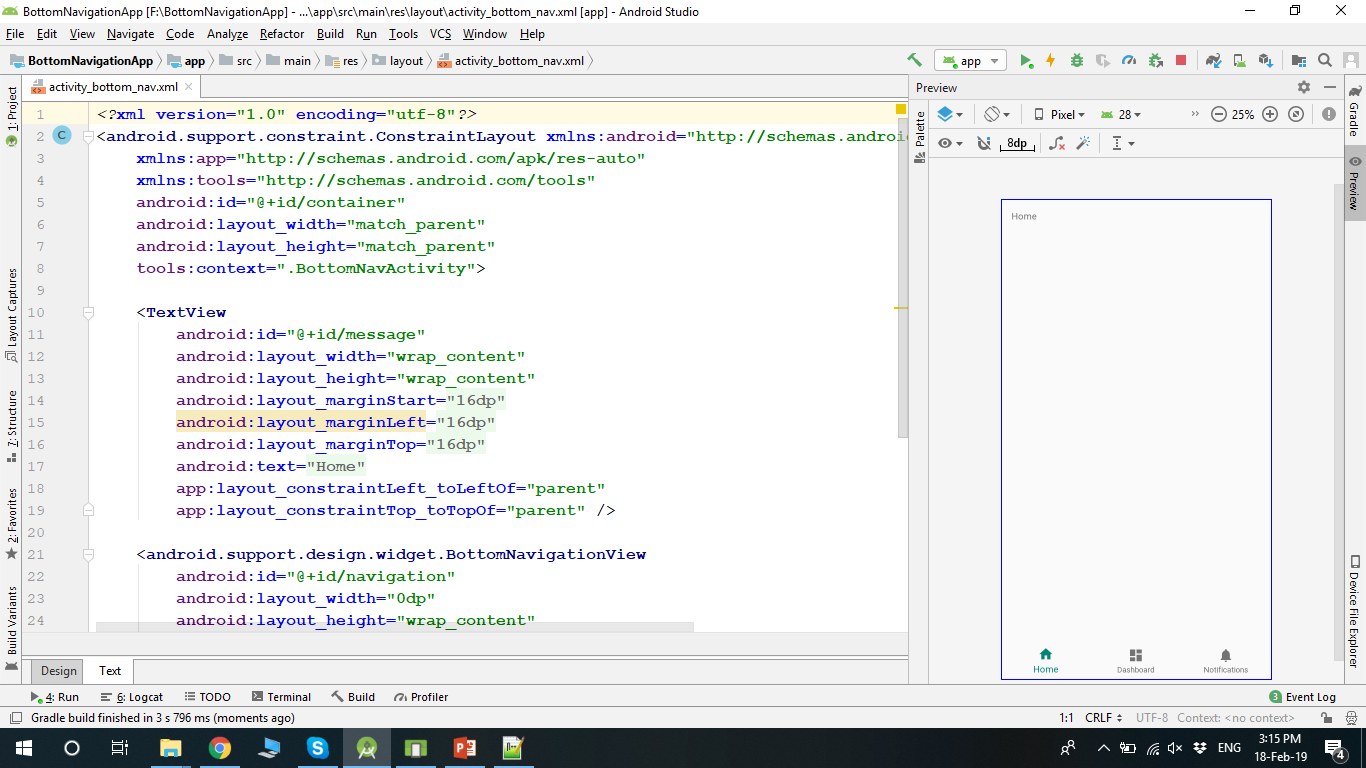 BottomNavigationApp [F:\BottomNavigationApp] - ...\app\src\main\res\layout\activity_bottom_nav.xml [app] - Android Studio
File Edit View Navigate Code Analyze Refactor Build Run Tools VCS Window Help
BottomNavigationApp app src main res layout activity_bottom_nav.xml app
activity_bottom_nav.xml
1 <?xml version="1.0" encoding="utf-8"?>
2 C <android.support.constraint.ConstraintLayout xmlns:android="http://schemas.androi
3 xmlns:app="http://schemas.android.com/apk/res-auto"
4 xmlns:tools="http://schemas.android.com/tools"
5 android:id="@+id/container"
6 android:layout_width="match_parent"
7 android:layout_height="match_parent"
8 tools:context=".BottomNavActivity">
9
10 <TextView
11 android:id="@+id/message"
12 android:layout_width="wrap_content"
13 android:layout_height="wrap_content"
14 android:layout_marginStart="16dp"
15 android:layout_marginLeft="16dp"
16 android:layout_marginTop="16dp"
17 android:text="Home"
18 app:layout_constraintLeft_toLeftOf="parent"
19 app:layout_constraintTop_toTopOf="parent" />
20
21 <android.support.design.widget.BottomNavigationView
22 android:id="@+id/navigation"
23 android:layout_width="0dp"
24 android:layout_height="wrap_content"
1: Project
Layout Captures
7: Structure
2: Favorites
Build Variants
Preview
Palette
Pixel 28 >> 25%
8dp
Home
Home Dashboard Notifications
Gradle
Preview
Device File Explorer
Design Text
4: Run 6: Logcat TODO Terminal Build Profiler 3 Event Log
Gradle build finished in 3 s 796 ms (moments ago) 1:1 CRLF UTF-8 Context: <no context>
S P ENG 3:15 PM
18-Feb-19 4